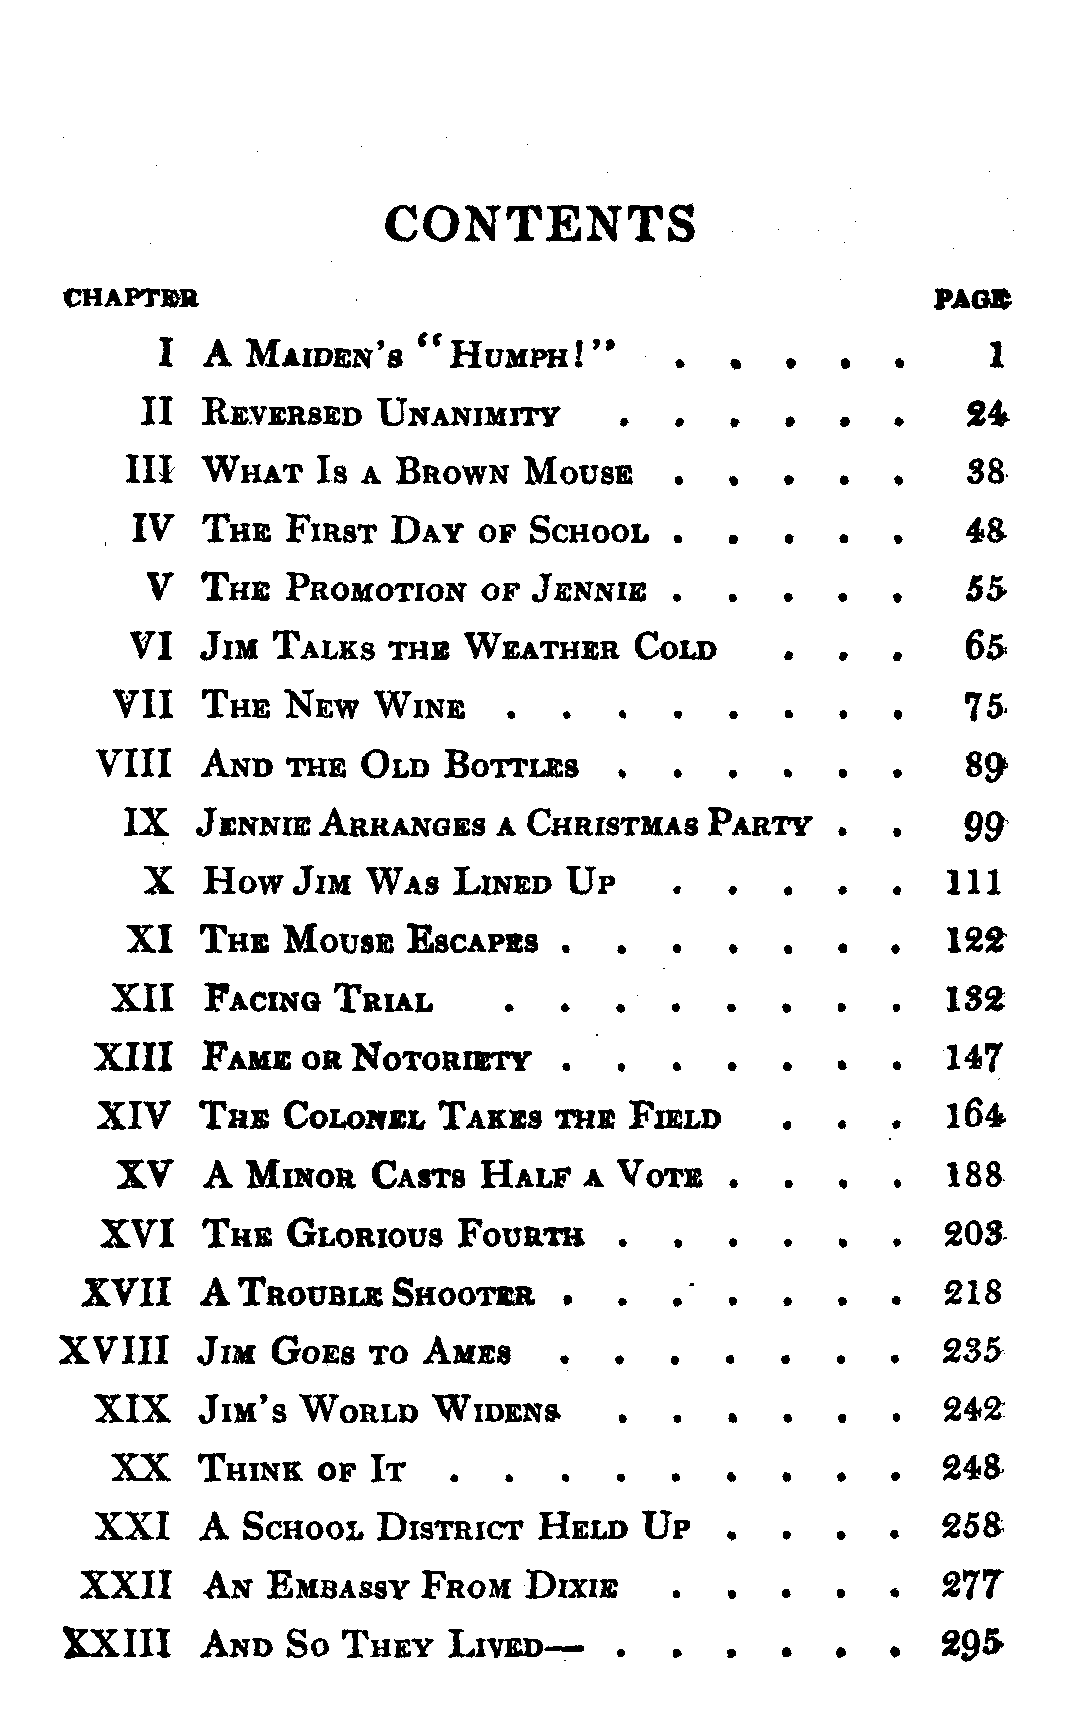 CONTENTS
CHAPTER PAGE
I A Maiden's "Humph!" . . . . . 1
II Reversed Unanimity . . . . . . 24
III What Is a Brown Mouse . . . . . 38
IV The First Day of School . . . . . 48
V The Promotion of Jennie . . . . . 55
VI Jim Talks the Weather Cold . . . 65
VII The New Wine . . . . . . . . 75
VIII And the Old Bottles . . . . . . 89
IX Jennie Arranges a Christmas Party . . 99
X How Jim Was Lined Up . . . . . 111
XI The Mouse Escapes . . . . . . . 122
XII Facing Trial . . . . . . . . 132
XIII Fame or Notoriety . . . . . . . 147
XIV The Colonel Takes the Field . . . 164
XV A Minor Casts Half a Vote . . . . 188
XVI The Glorious Fourth . . . . . . 203
XVII A Trouble Shooter . . . . . . . 218
XVIII Jim Goes to Ames . . . . . . . 235
XIX Jim's World Widens . . . . . . 242
XX Think of It . . . . . . . . . 248
XXI A School District Held Up . . . . 258
XXII An Embassy From Dixie . . . . . 277
XXIII And So They Lived— . . . . . . 295